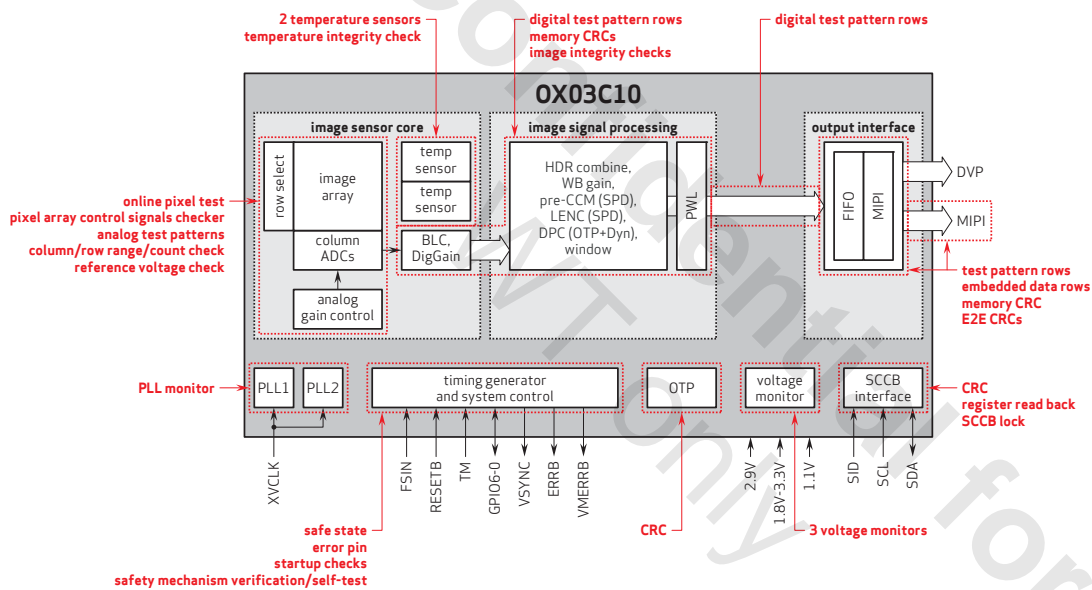 2 temperature sensors
temperature integrity check
digital test pattern rows
memory CRCs
image integrity checks
digital test pattern rows
OX03C10
image sensor core
image signal processing
output interface
row select
image
array
temp
sensor
temp
sensor
HDR combine,
WB gain,
pre-CCM (SPD),
LENC (SPD),
DPC (OTP+Dyn),
window
PWL
FIFO
MIPI
DVP
MIPI
online pixel test
pixel array control signals checker
analog test patterns
column/row range/count check
reference voltage check
column
ADCs
BLC,
DigGain
analog
gain control
test pattern rows
embedded data rows
memory CRC
E2E CRCs
PLL monitor
PLL1
PLL2
timing generator
and system control
OTP
voltage
monitor
SCCB
interface
CRC
register read back
SCCB lock
XVCLK
FSIN
RESETB
TM
GPIO6-0
VSYNC
ERRB
VMERRB
2.9V
1.8V-3.3V
1.1V
SID
SCL
SDA
safe state
error pin
startup checks
safety mechanism verification/self-test
CRC
3 voltage monitors
confidential for
WT only